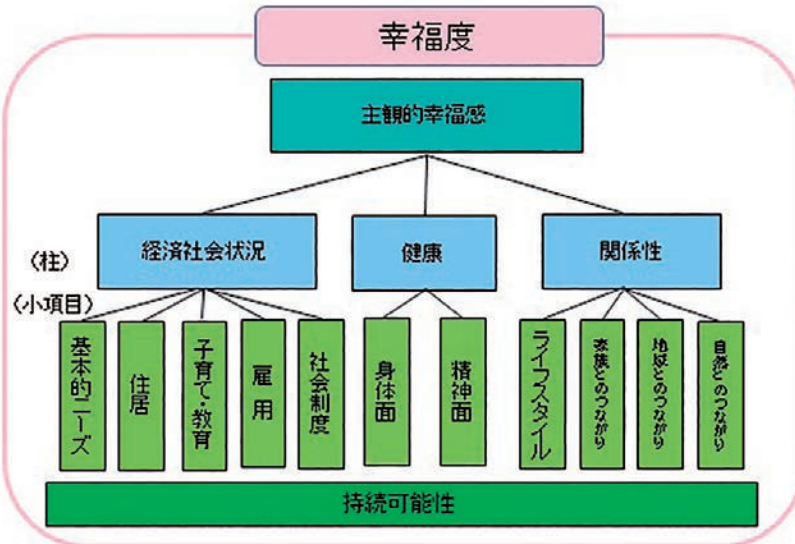 幸福度
主観的幸福感
経済社会状況
健康
関係性
〈柱〉
〈小項目〉
基本的ニーズ
住居
子育て・教育
雇用
社会制度
身体面
精神面
ライフスタイル
家族とのつながり
地域とのつながり
自然とのつながり
持続可能性